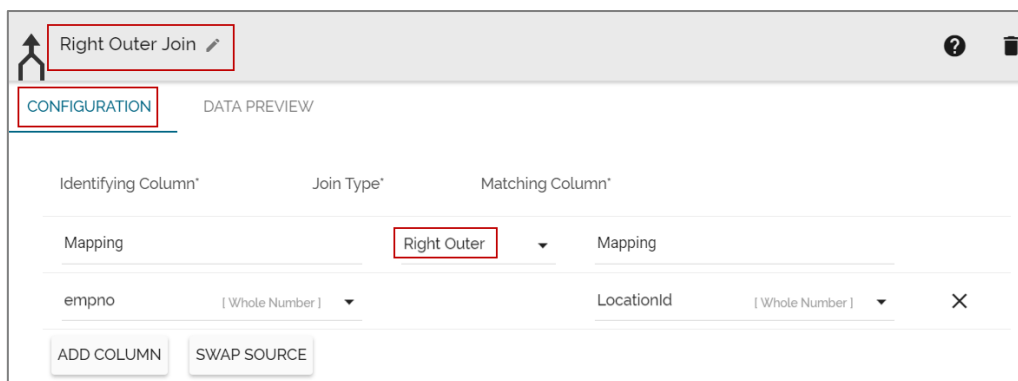 Right Outer Join
CONFIGURATION DATA PREVIEW
Identifying Column* Join Type* Matching Column*
Mapping Right Outer Mapping
empno [ Whole Number ] LocationId [ Whole Number ]
ADD COLUMN SWAP SOURCE